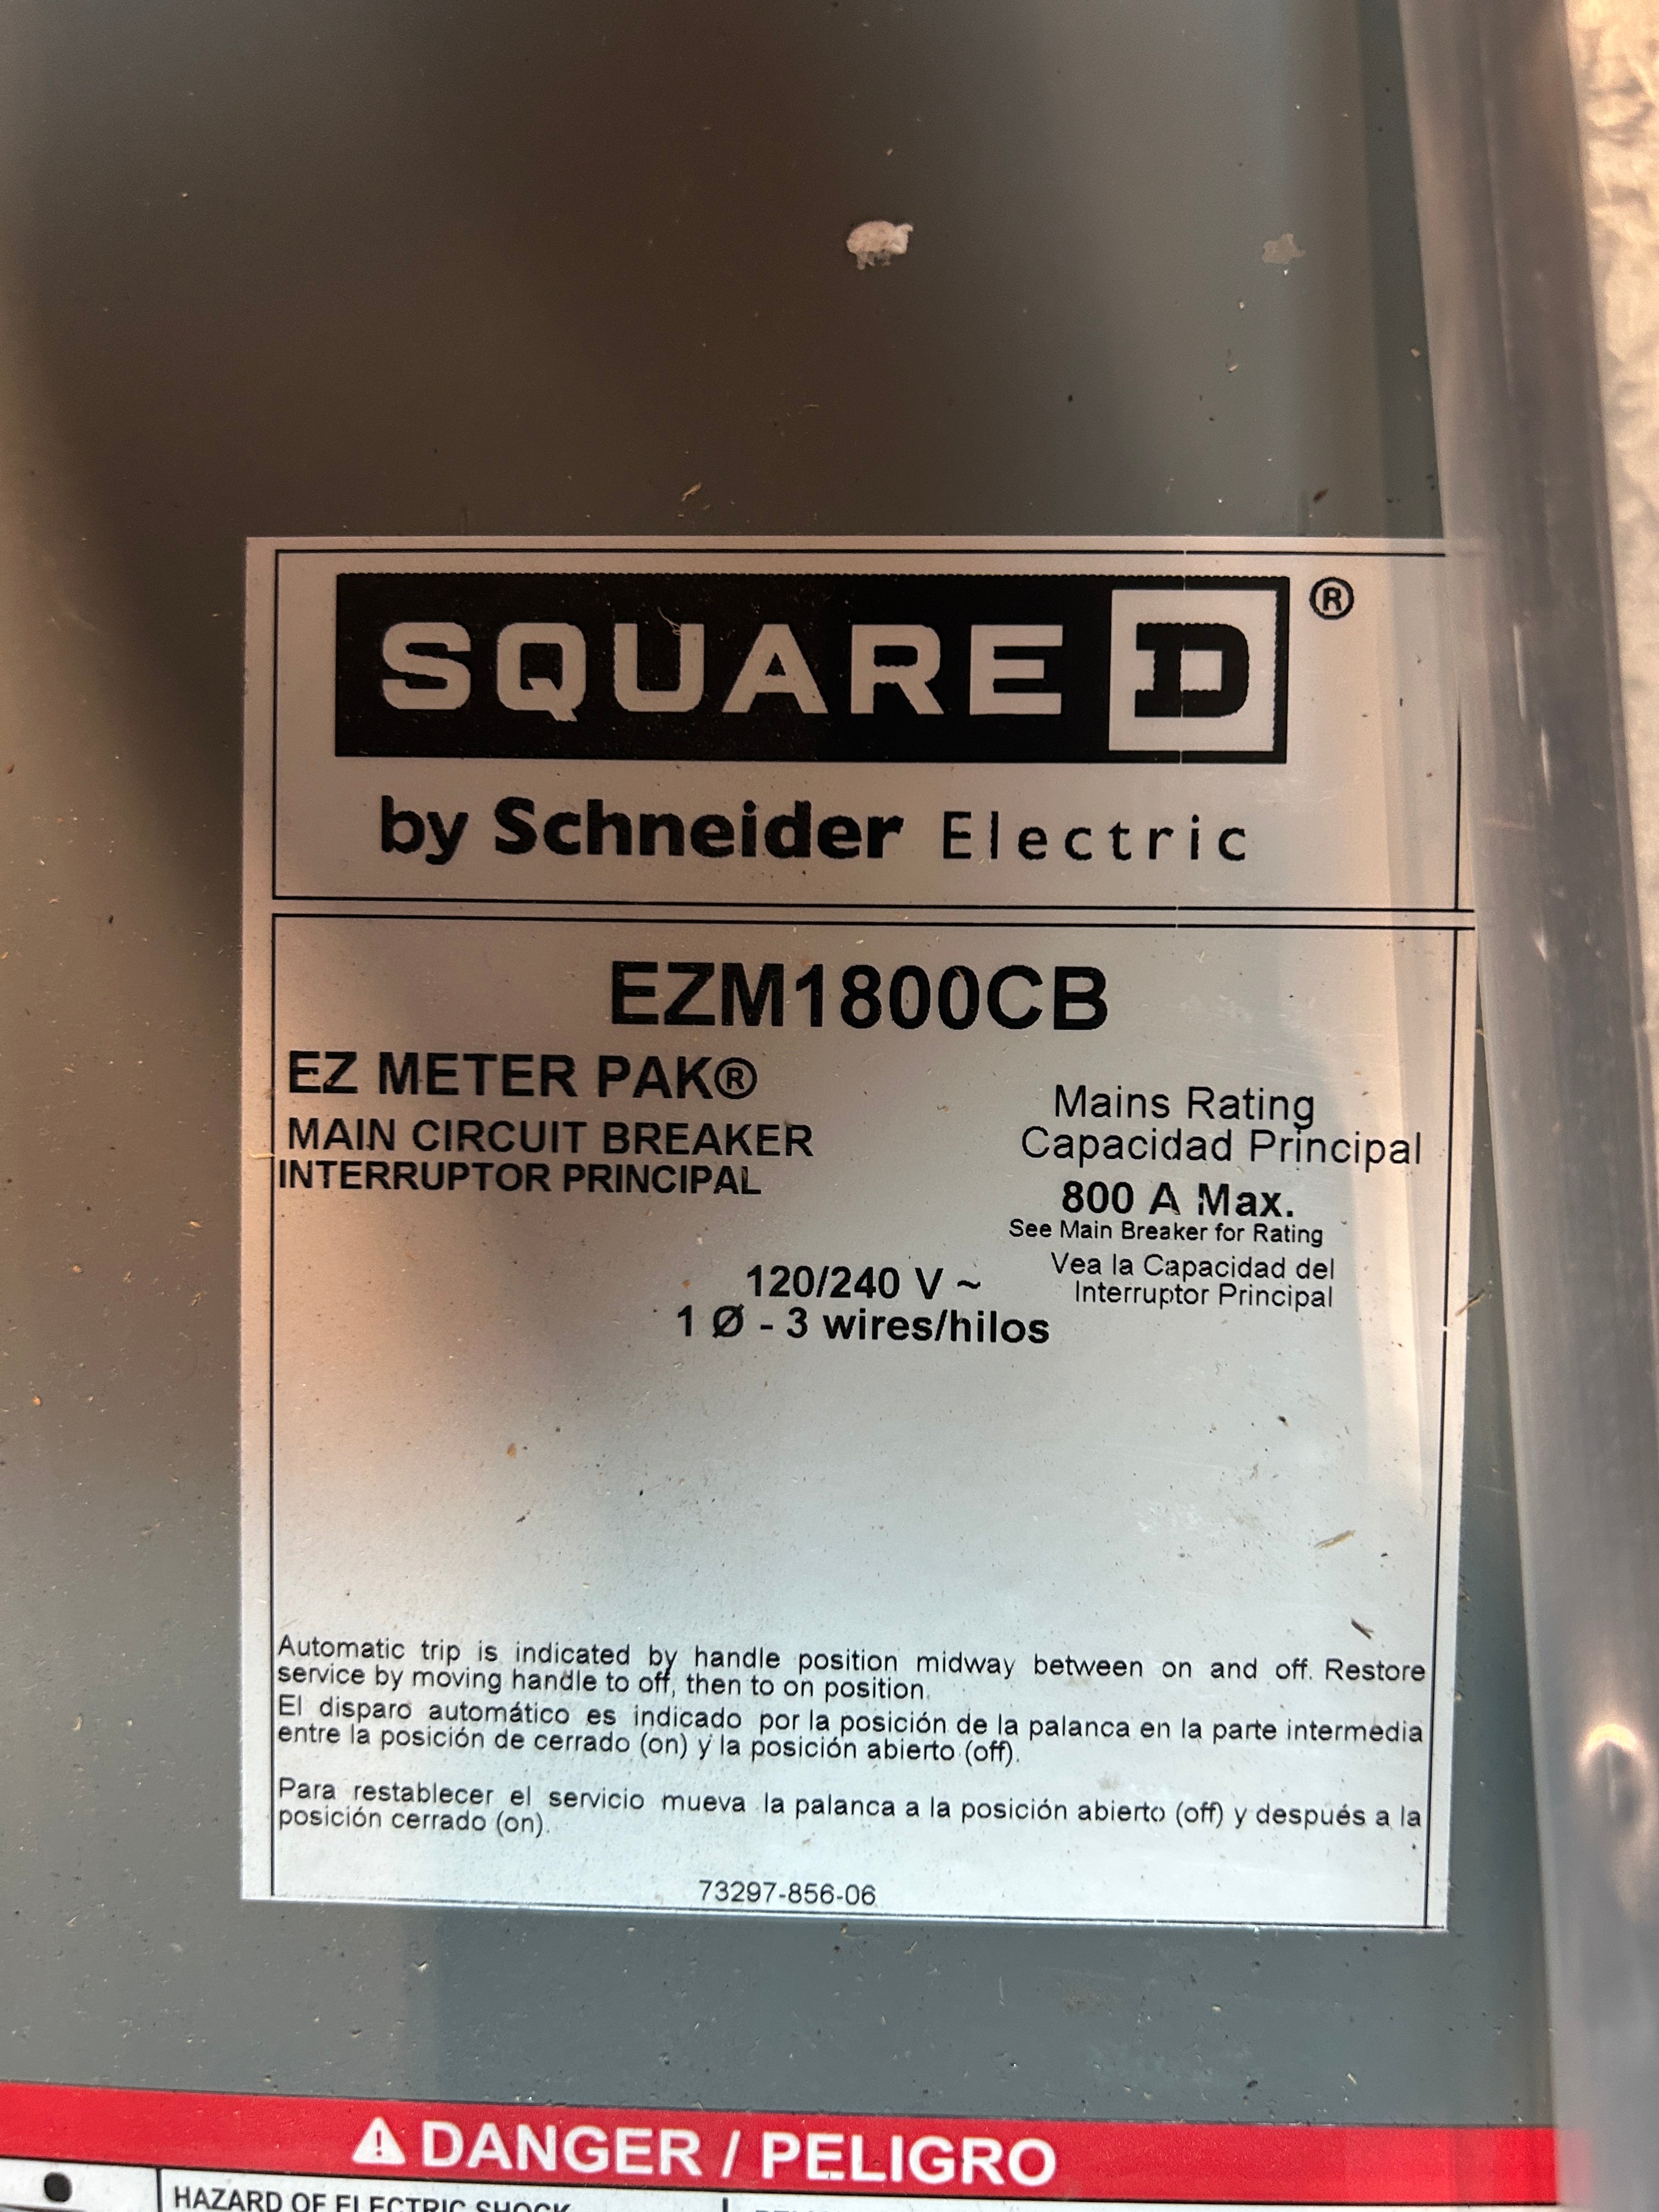 SQUARE D ®
by Schneider Electric
EZM1800CB
EZ METER PAK®
MAIN CIRCUIT BREAKER
INTERRUPTOR PRINCIPAL
Mains Rating
Capacidad Principal
800 A Max.
See Main Breaker for Rating
Vea la Capacidad del
Interruptor Principal
120/240 V ~
1 Ø - 3 wires/hilos
Automatic trip is indicated by handle position midway between on and off. Restore
service by moving handle to off, then to on position.
El disparo automático es indicado por la posición de la palanca en la parte intermedia
entre la posición de cerrado (on) y la posición abierto (off).
Para restablecer el servicio mueva la palanca a la posición abierto (off) y después a la
posición cerrado (on).
73297-856-06
DANGER / PELIGRO
HAZARD OF ELECTRIC SHOCK